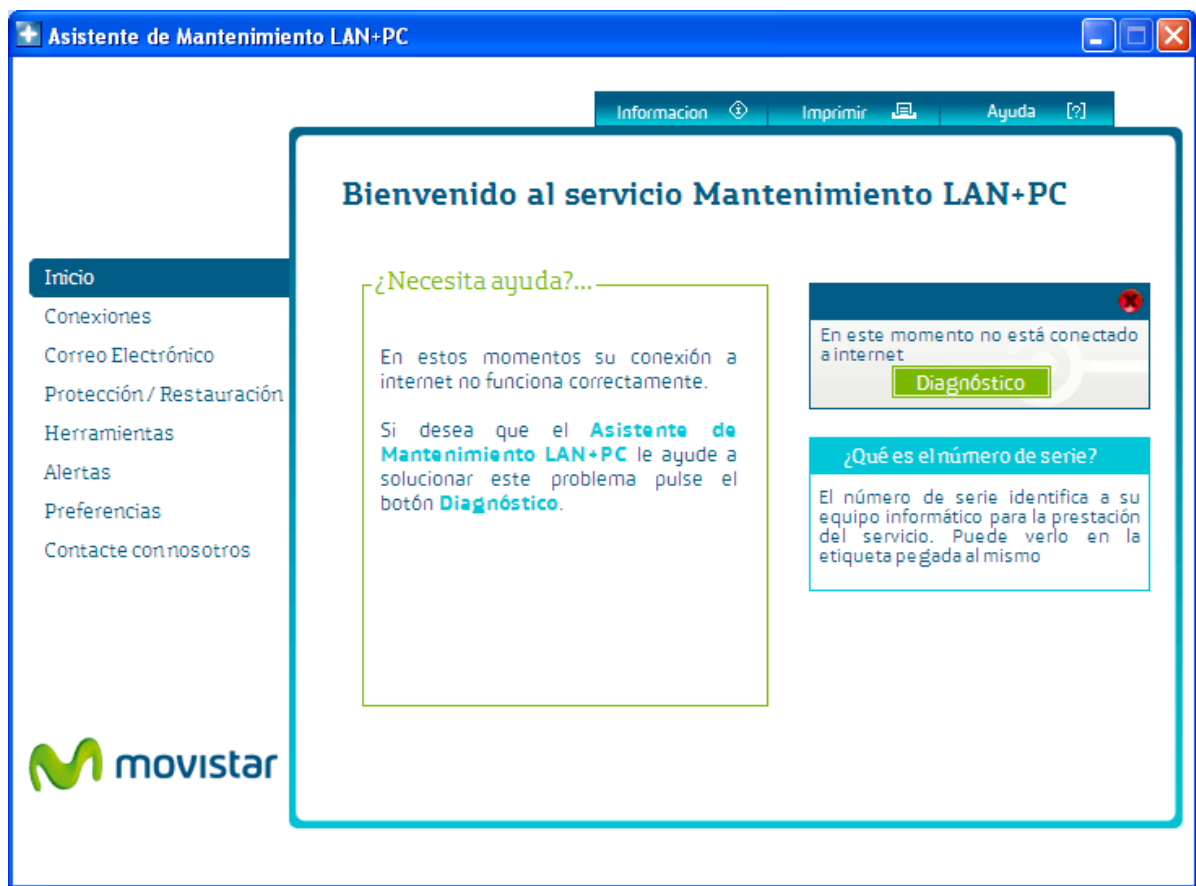 Asistente de Mantenimiento LAN+PC
Informacion
Imprimir
Ayuda [?]
Bienvenido al servicio Mantenimiento LAN+PC
Inicio
Conexiones
Correo Electrónico
Protección / Restauración
Herramientas
Alertas
Preferencias
Contacte con nosotros
¿Necesita ayuda?...
En estos momentos su conexión a
internet no funciona correctamente.
Si desea que el Asistente de
Mantenimiento LAN+PC le ayude a
solucionar este problema pulse el
botón Diagnóstico.
En este momento no está conectado
a internet
Diagnóstico
¿Qué es el número de serie?
El número de serie identifica a su
equipo informático para la prestación
del servicio. Puede verlo en la
etiqueta pegada al mismo
movistar